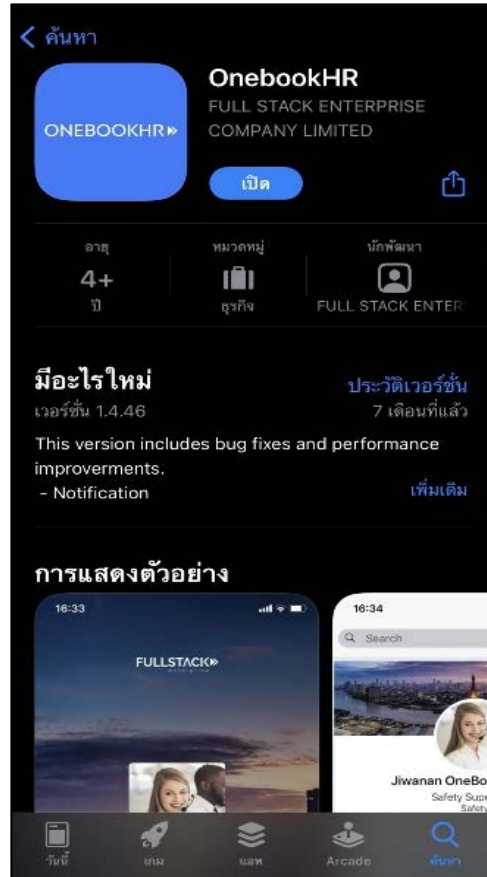 ค้นหา
ONEBOOKHR
OnebookHR
FULL STACK ENTERPRISE
COMPANY LIMITED
เปิด
อายุ
4+
ปี
หมวดหมู่
ธุรกิจ
นักพัฒนา
FULL STACK ENTER
มีอะไรใหม่
ประวัติเวอร์ชั่น
เวอร์ชั่น 1.4.46
7 เดือนที่แล้ว
This version includes bug fixes and performance
improverments.
- Notification
เพิ่มเติม
การแสดงตัวอย่าง
16:33
FULLSTACK
16:34
Search
Jiwanan OneBo
Safety Supe
Safety
วันนี้
เกม
แอพ
Arcade
ค้นหา